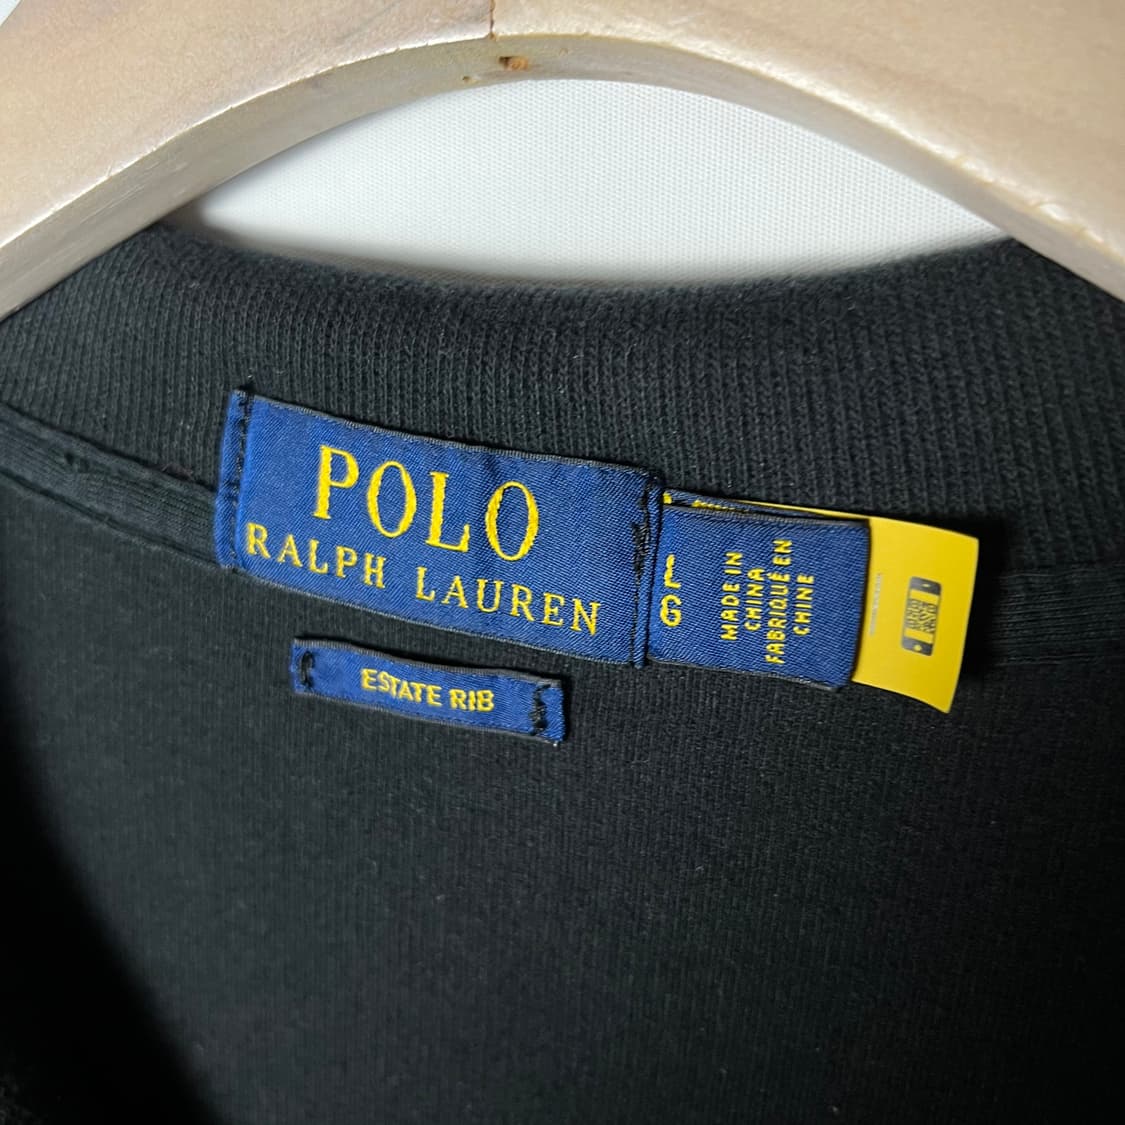 POLO
RALPH LAUREN
L
G
MADE IN
CHINA
FABRIQUÉ EN
CHINE
ESTATE RIB